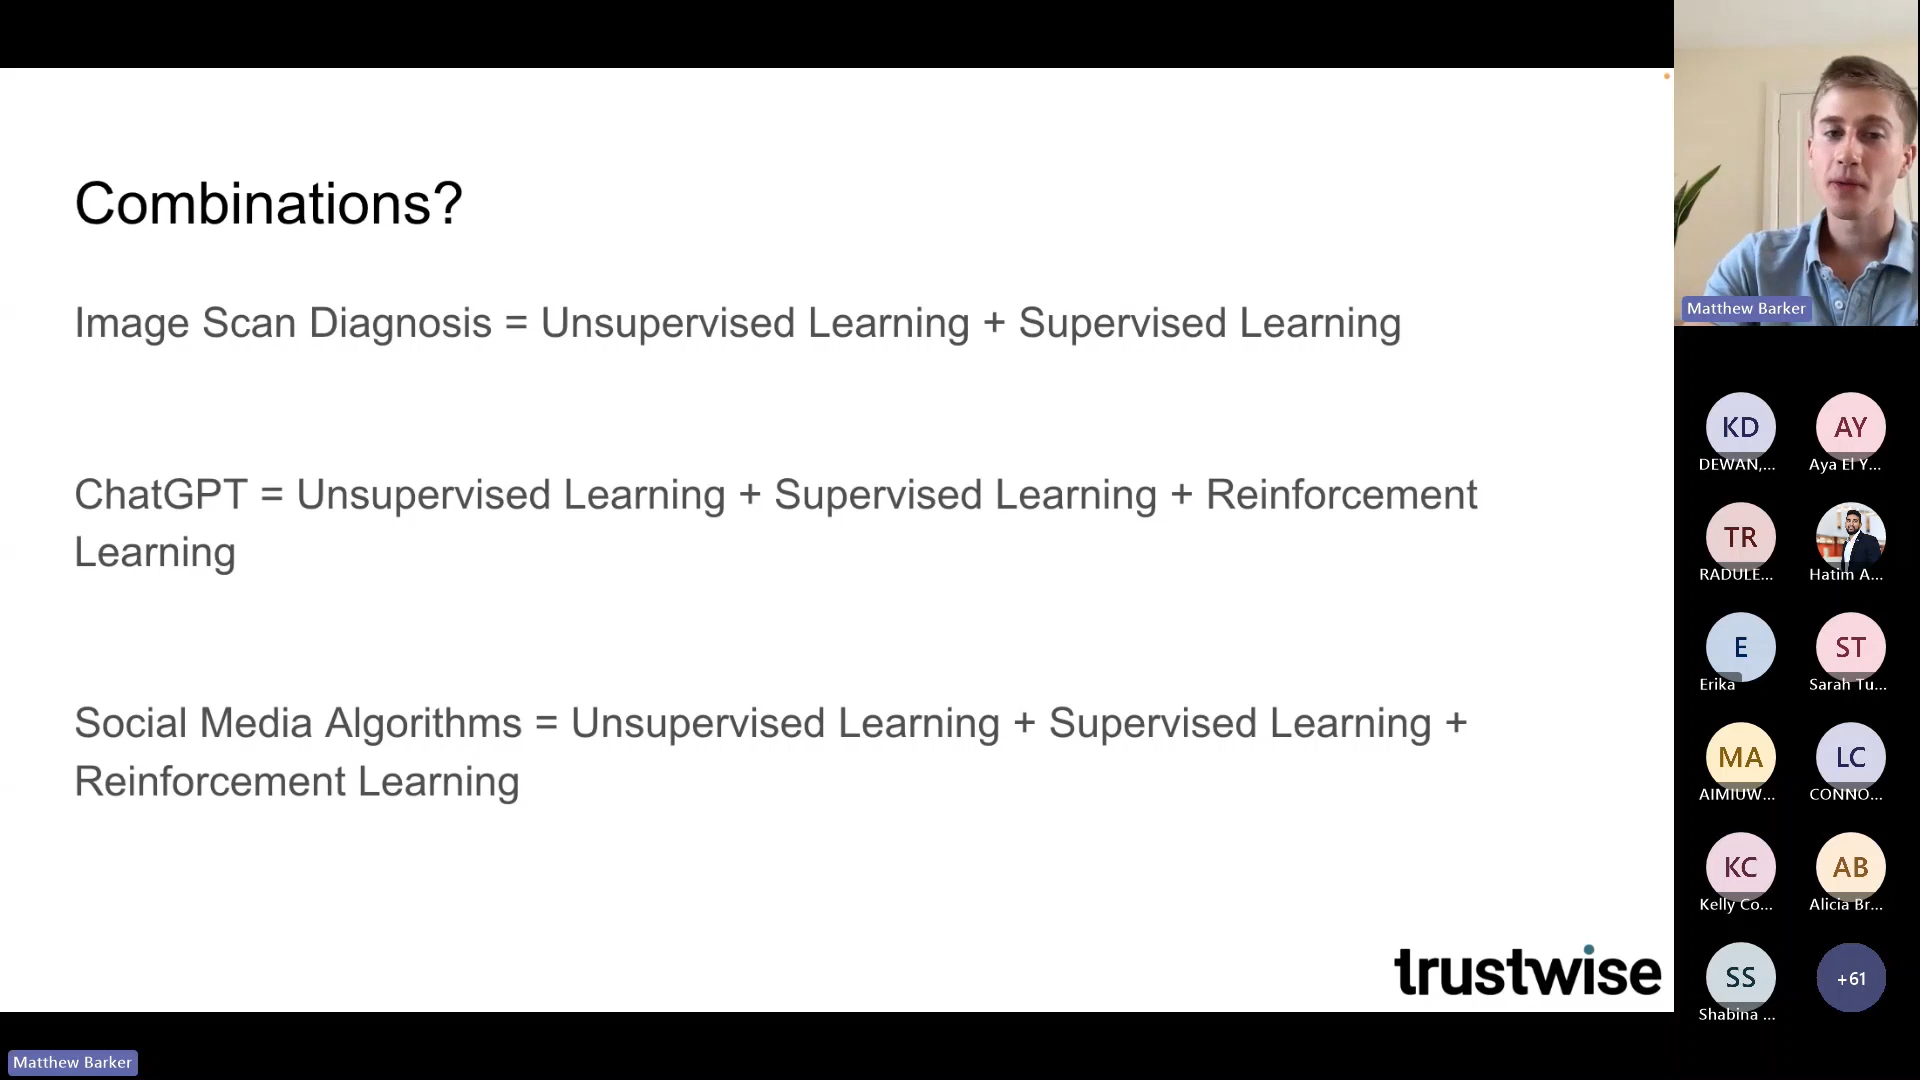 Combinations?
Image Scan Diagnosis = Unsupervised Learning + Supervised Learning
ChatGPT = Unsupervised Learning + Supervised Learning + Reinforcement
Learning
Social Media Algorithms = Unsupervised Learning + Supervised Learning +
Reinforcement Learning
trustwise
Matthew Barker
Matthew Barker
KD
DEWAN,...
AY
Aya El Y...
TR
RADULE...
Hatim A...
E
Erika
ST
Sarah Tu...
MA
AIMIUW...
LC
CONNO...
KC
Kelly Co...
AB
Alicia Br...
SS
Shabina ...
+61